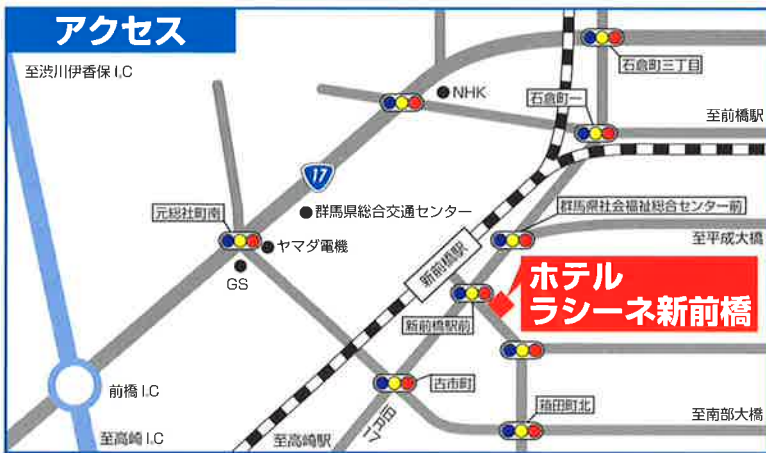 アクセス
至渋川伊香保 I,C
石倉町三丁目
NHK
石倉町一
至前橋駅
17
元総社町南
群馬県総合交通センター
群馬県社会福祉総合センター前
ヤマダ電機
至平成大橋
GS
新前橋駅
ホテル
ラシーネ新前橋
新前橋駅前
前橋 I.C
古市町
箱田町北
至南部大橋
至高崎 I.C
至高崎駅
旧R17